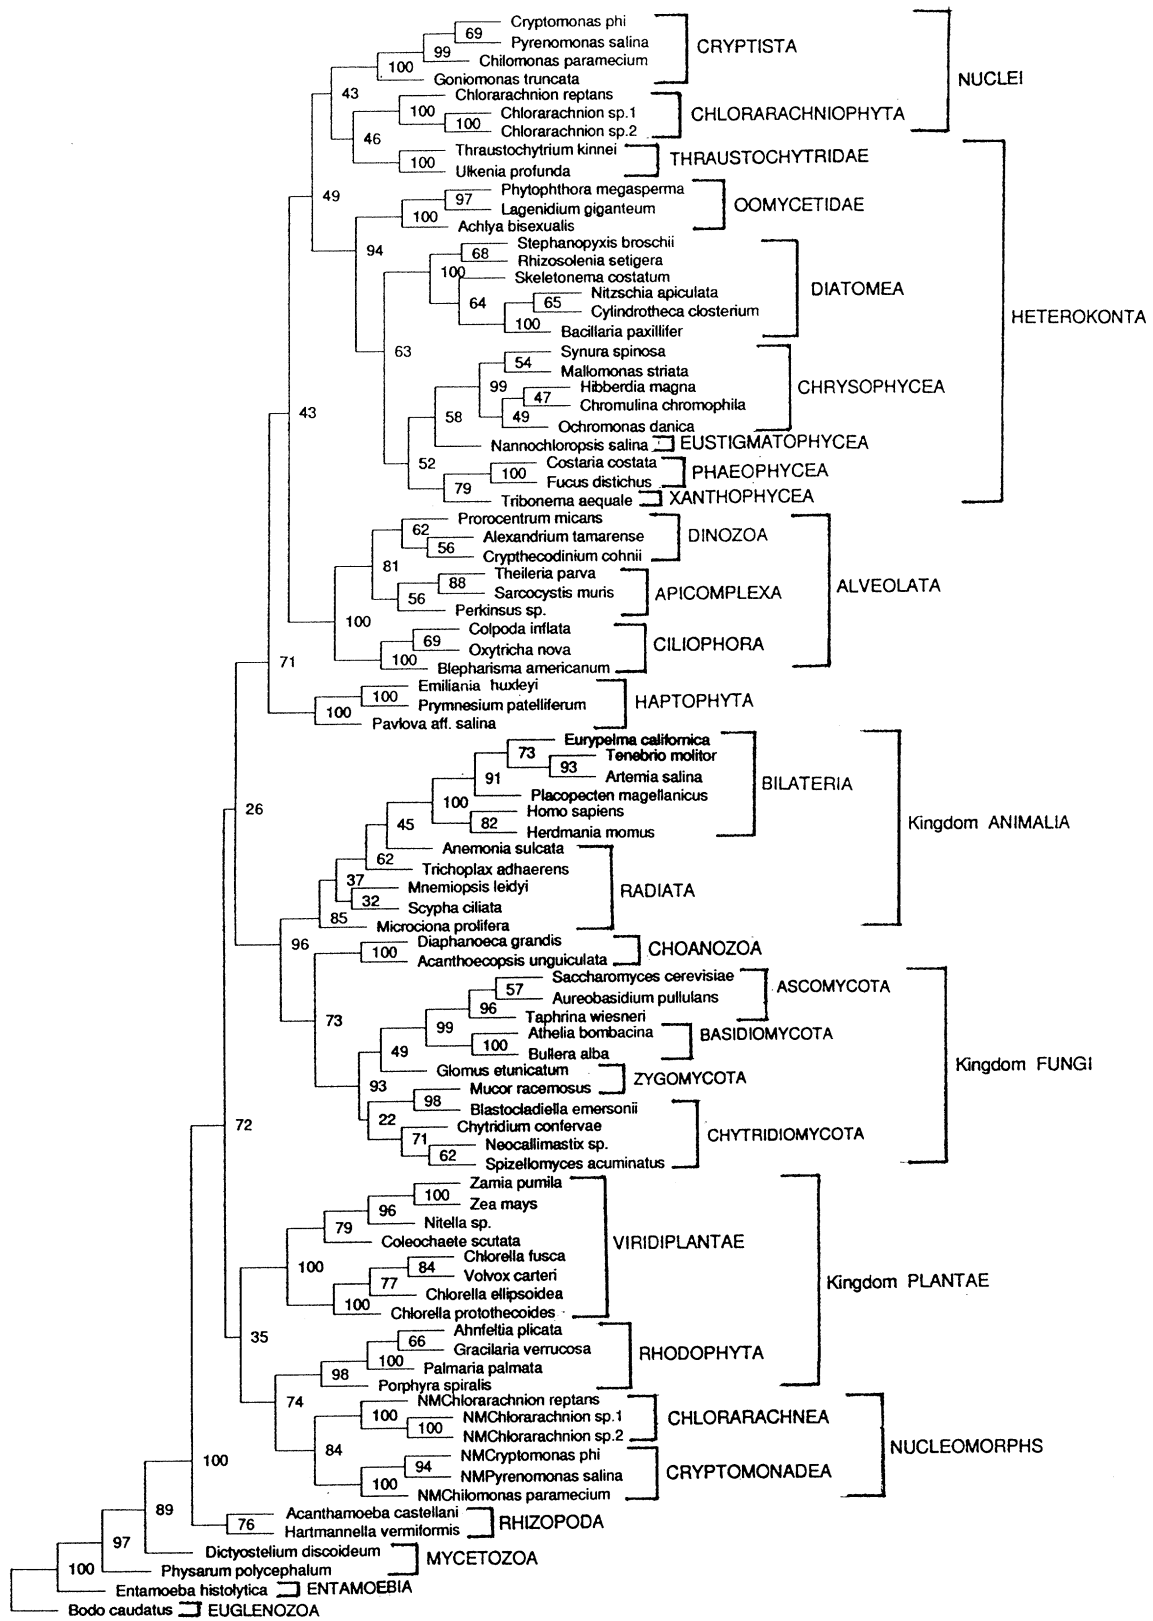 Cryptomonas phi
69
Pyrenomonas salina
CRYPTISTA
99
Chilomonas paramecium
100
Goniomonas truncata
NUCLEI
43
Chlorarachnion reptans
100
Chlorarachnion sp.1
CHLORARACHNIOPHYTA
100
Chlorarachnion sp.2
46
Thraustochytrium kinnei
100
THRAUSTOCHYTRIDAE
Ulkenia profunda
49
Phytophthora megasperma
97
Lagenidium giganteum
OOMYCETIDAE
100
Achlya bisexualis
94
Stephanopyxis broschii
68
Rhizosolenia setigera
100
Skeletonema costatum
DIATOMEA
Nitzschia apiculata
64
65
Cylindrotheca closterium
HETEROKONTA
100
Bacillaria paxillifer
63
Synura spinosa
54
Mallomonas striata
99
Hibberdia magna
CHRYSOPHYCEA
47
Chromulina chromophila
58
49
43
Ochromonas danica
Nannochloropsis salina
EUSTIGMATOPHYCEA
52
Costaria costata
100
PHAEOPHYCEA
Fucus distichus
79
Tribonema aequale
XANTHOPHYCEA
Prorocentrum micans
62
Alexandrium tamarense
DINOZOA
56
Crypthecodinium cohnii
81
Theileria parva
88
Sarcocystis muris
APICOMPLEXA
ALVEOLATA
56
Perkinsus sp.
100
Colpoda inflata
69
Oxytricha nova
CILIOPHORA
100
Blepharisma americanum
71
Emiliania huxleyi
100
Prymnesium patelliferum
HAPTOPHYTA
100
Pavlova aff. salina
Eurypelma californica
73
Tenebrio molitor
93
Artemia salina
91
BILATERIA
Placopecten magellanicus
100
Homo sapiens
26
82
45
Herdmania momus
Kingdom ANIMALIA
Anemonia sulcata
62
Trichoplax adhaerens
37
Mnemiopsis leidyi
RADIATA
32
Scypha ciliata
85
Microciona prolifera
96
Diaphanoeca grandis
100
CHOANOZOA
Acanthoecopsis unguiculata
Saccharomyces cerevisiae
57
ASCOMYCOTA
Aureobasidium pullulans
96
Taphrina wiesneri
73
99
Athelia bombacina
BASIDIOMYCOTA
100
49
Bullera alba
Kingdom FUNGI
Glomus etunicatum
ZYGOMYCOTA
93
Mucor racemosus
98
Blastocladiella emersonii
22
Chytridium confervae
CHYTRIDIOMYCOTA
72
71
Neocallimastix sp.
62
Spizellomyces acuminatus
Zamia pumila
100
Zea mays
96
Nitella sp.
79
Coleochaete scutata
VIRIDIPLANTAE
Chlorella fusca
100
84
Volvox carteri
77
Kingdom PLANTAE
Chlorella ellipsoidea
100
Chlorella protothecoides
Ahnfeltia plicata
35
66
Gracilaria verrucosa
RHODOPHYTA
100
Palmaria palmata
98
Porphyra spiralis
74
NMChlorarachnion reptans
100
NMChlorarachnion sp.1
CHLORARACHNEA
100
NMChlorarachnion sp.2
84
NUCLEOMORPHS
NMCryptomonas phi
100
94
NMPyrenomonas salina
CRYPTOMONADEA
100
NMChilomonas paramecium
89
Acanthamoeba castellani
76
RHIZOPODA
Hartmannella vermiformis
97
Dictyostelium discoideum
MYCETOZOA
100
Physarum polycephalum
Entamoeba histolytica
ENTAMOEBIA
Bodo caudatus
EUGLENOZOA